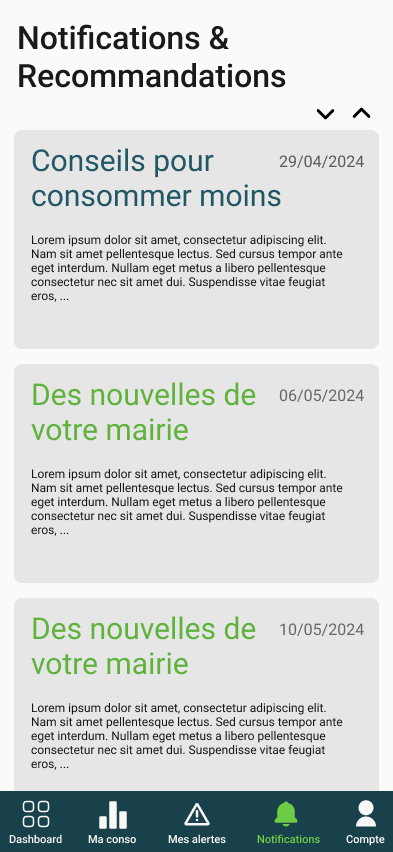 Notifications &
Recommandations
Conseils pour
consommer moins
29/04/2024
Lorem ipsum dolor sit amet, consectetur adipiscing elit.
Nam sit amet pellentesque lectus. Sed cursus tempor ante
eget interdum. Nullam eget metus a libero pellentesque
consectetur nec sit amet dui. Suspendisse vitae feugiat
eros, ...
Des nouvelles de
votre mairie
06/05/2024
Lorem ipsum dolor sit amet, consectetur adipiscing elit.
Nam sit amet pellentesque lectus. Sed cursus tempor ante
eget interdum. Nullam eget metus a libero pellentesque
consectetur nec sit amet dui. Suspendisse vitae feugiat
eros, ...
Des nouvelles de
votre mairie
10/05/2024
Lorem ipsum dolor sit amet, consectetur adipiscing elit.
Nam sit amet pellentesque lectus. Sed cursus tempor ante
eget interdum. Nullam eget metus a libero pellentesque
consectetur nec sit amet dui. Suspendisse vitae feugiat
eros, ...
Dashboard
Ma conso
Mes alertes
Notifications
Compte